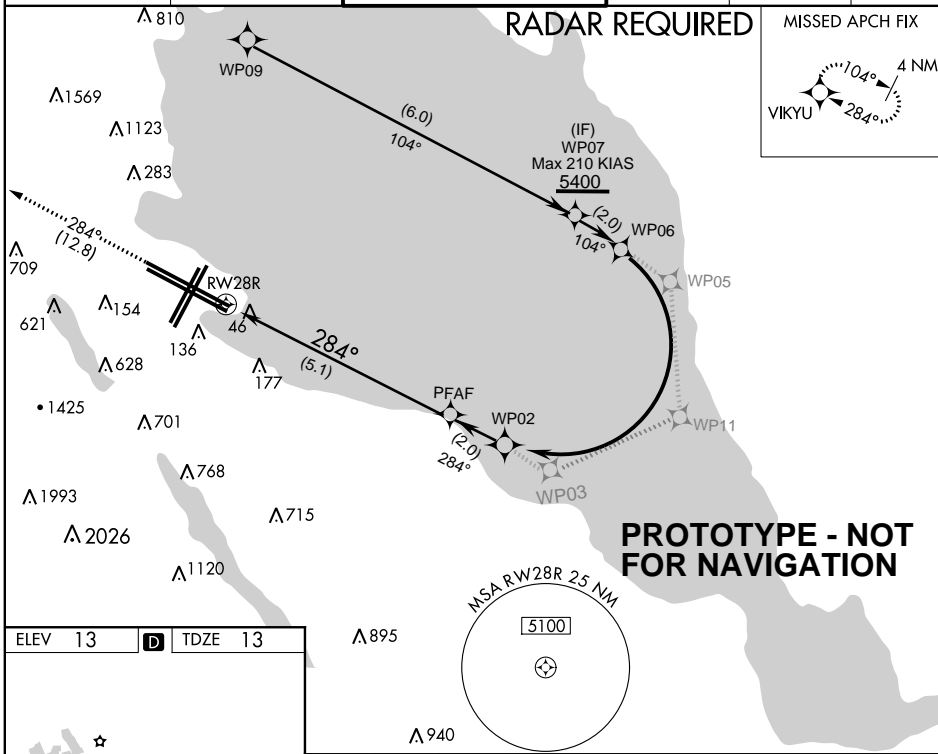 RADAR REQUIRED
MISSED APCH FIX
104°
4 NM
VIKYU
284°
810
WP09
1569
1123
283
(6.0)
104°
(IF)
WP07
Max 210 KIAS
5400
(2.0)
104°
WP06
WP05
284°
(12.8)
709
RW28R
621
154
46
136
284°
(5.1)
628
177
1425
701
PFAF
WP02
WP11
(2.0)
284°
WP03
768
1993
715
2026
1120
PROTOTYPE - NOT
FOR NAVIGATION
MSA RW28R 25 NM
5100
ELEV 13 D TDZE 13
895
940